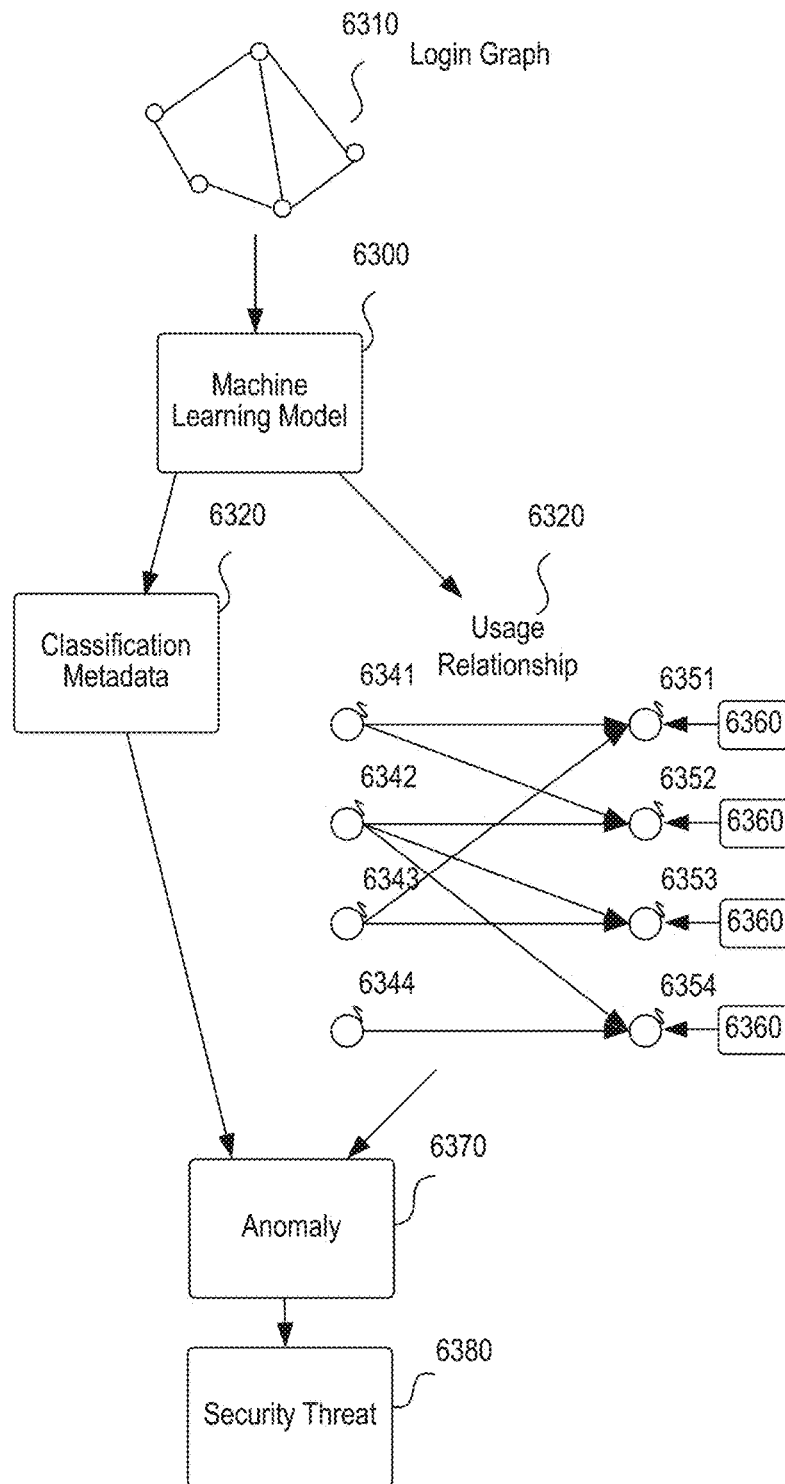 6310
Login Graph
6300
Machine
Learning Model
6320
6320
Classification
Metadata
Usage
Relationship
6341
6351
6360
6342
6352
6360
6343
6353
6360
6344
6354
6360
6370
Anomaly
6380
Security Threat